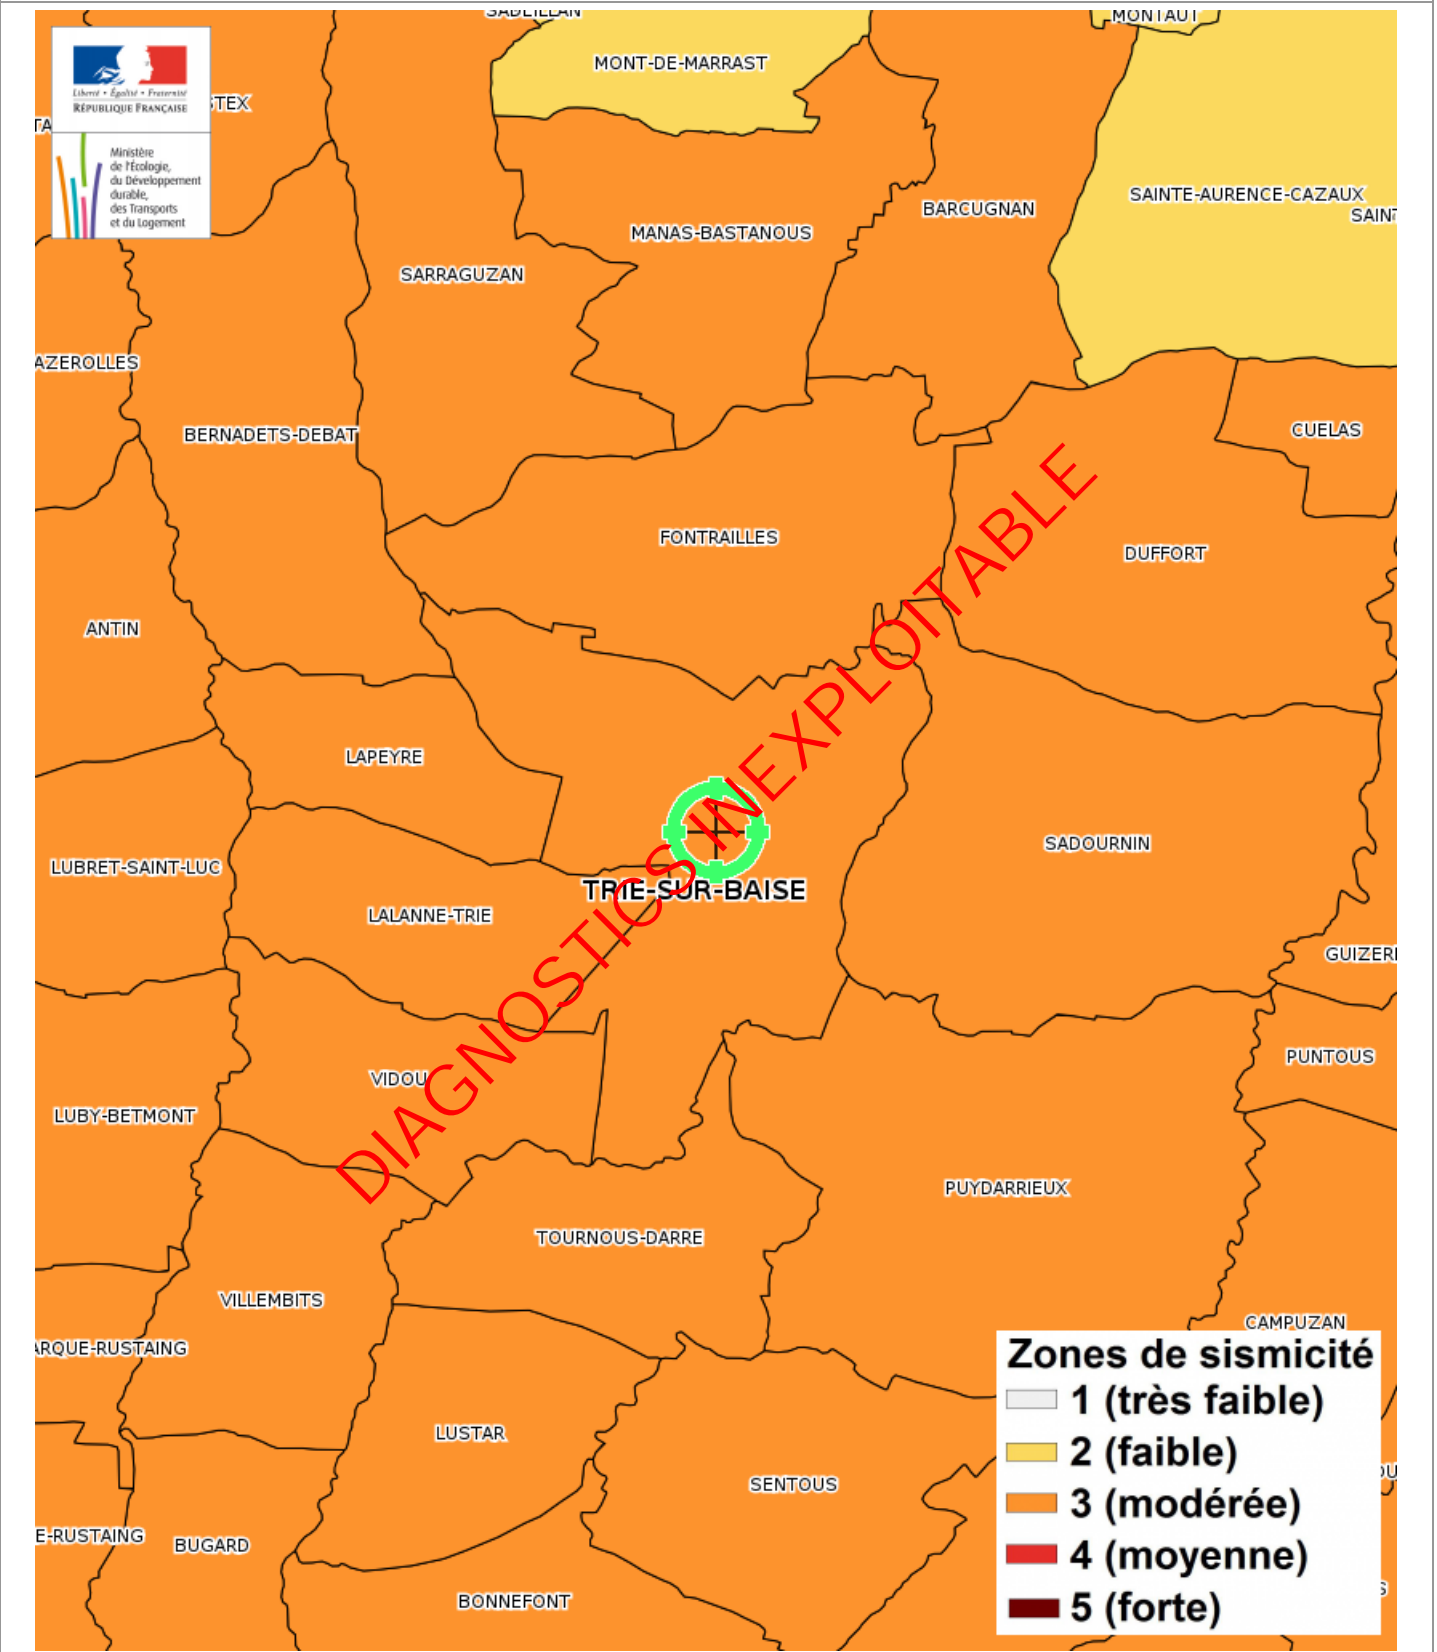 SADEILLAN
MONTAUT
MONT-DE-MARRAST
Liberté • Égalité • Fraternité
RÉPUBLIQUE FRANÇAISE
STEX
TA
Ministère
de l'Écologie,
du Développement
durable,
des Transports
et du Logement
SAINTE-AURENCE-CAZAUX
SAINT
BARCUGNAN
MANAS-BASTANOUS
SARRAGUZAN
AZEROLLES
BERNADETS-DEBAT
CUELAS
FONTRAILLES
DUFFORT
ANTIN
LAPEYRE
SADOURNIN
LUBRET-SAINT-LUC
TRIE-SUR-BAISE
LALANNE-TRIE
GUIZERI
PUNTOUS
VIDOU
LUBY-BETMONT
DIAGNOSTICS INEXPLOITABLE
PUYDARRIEUX
TOURNOUS-DARRE
VILLEMBITS
CAMPUZAN
ARQUE-RUSTAING
LUSTAR
SENTOUS
OU
E-RUSTAING
BUGARD
BONNEFONT
S
Zones de sismicité
1 (très faible)
2 (faible)
3 (modérée)
4 (moyenne)
5 (forte)